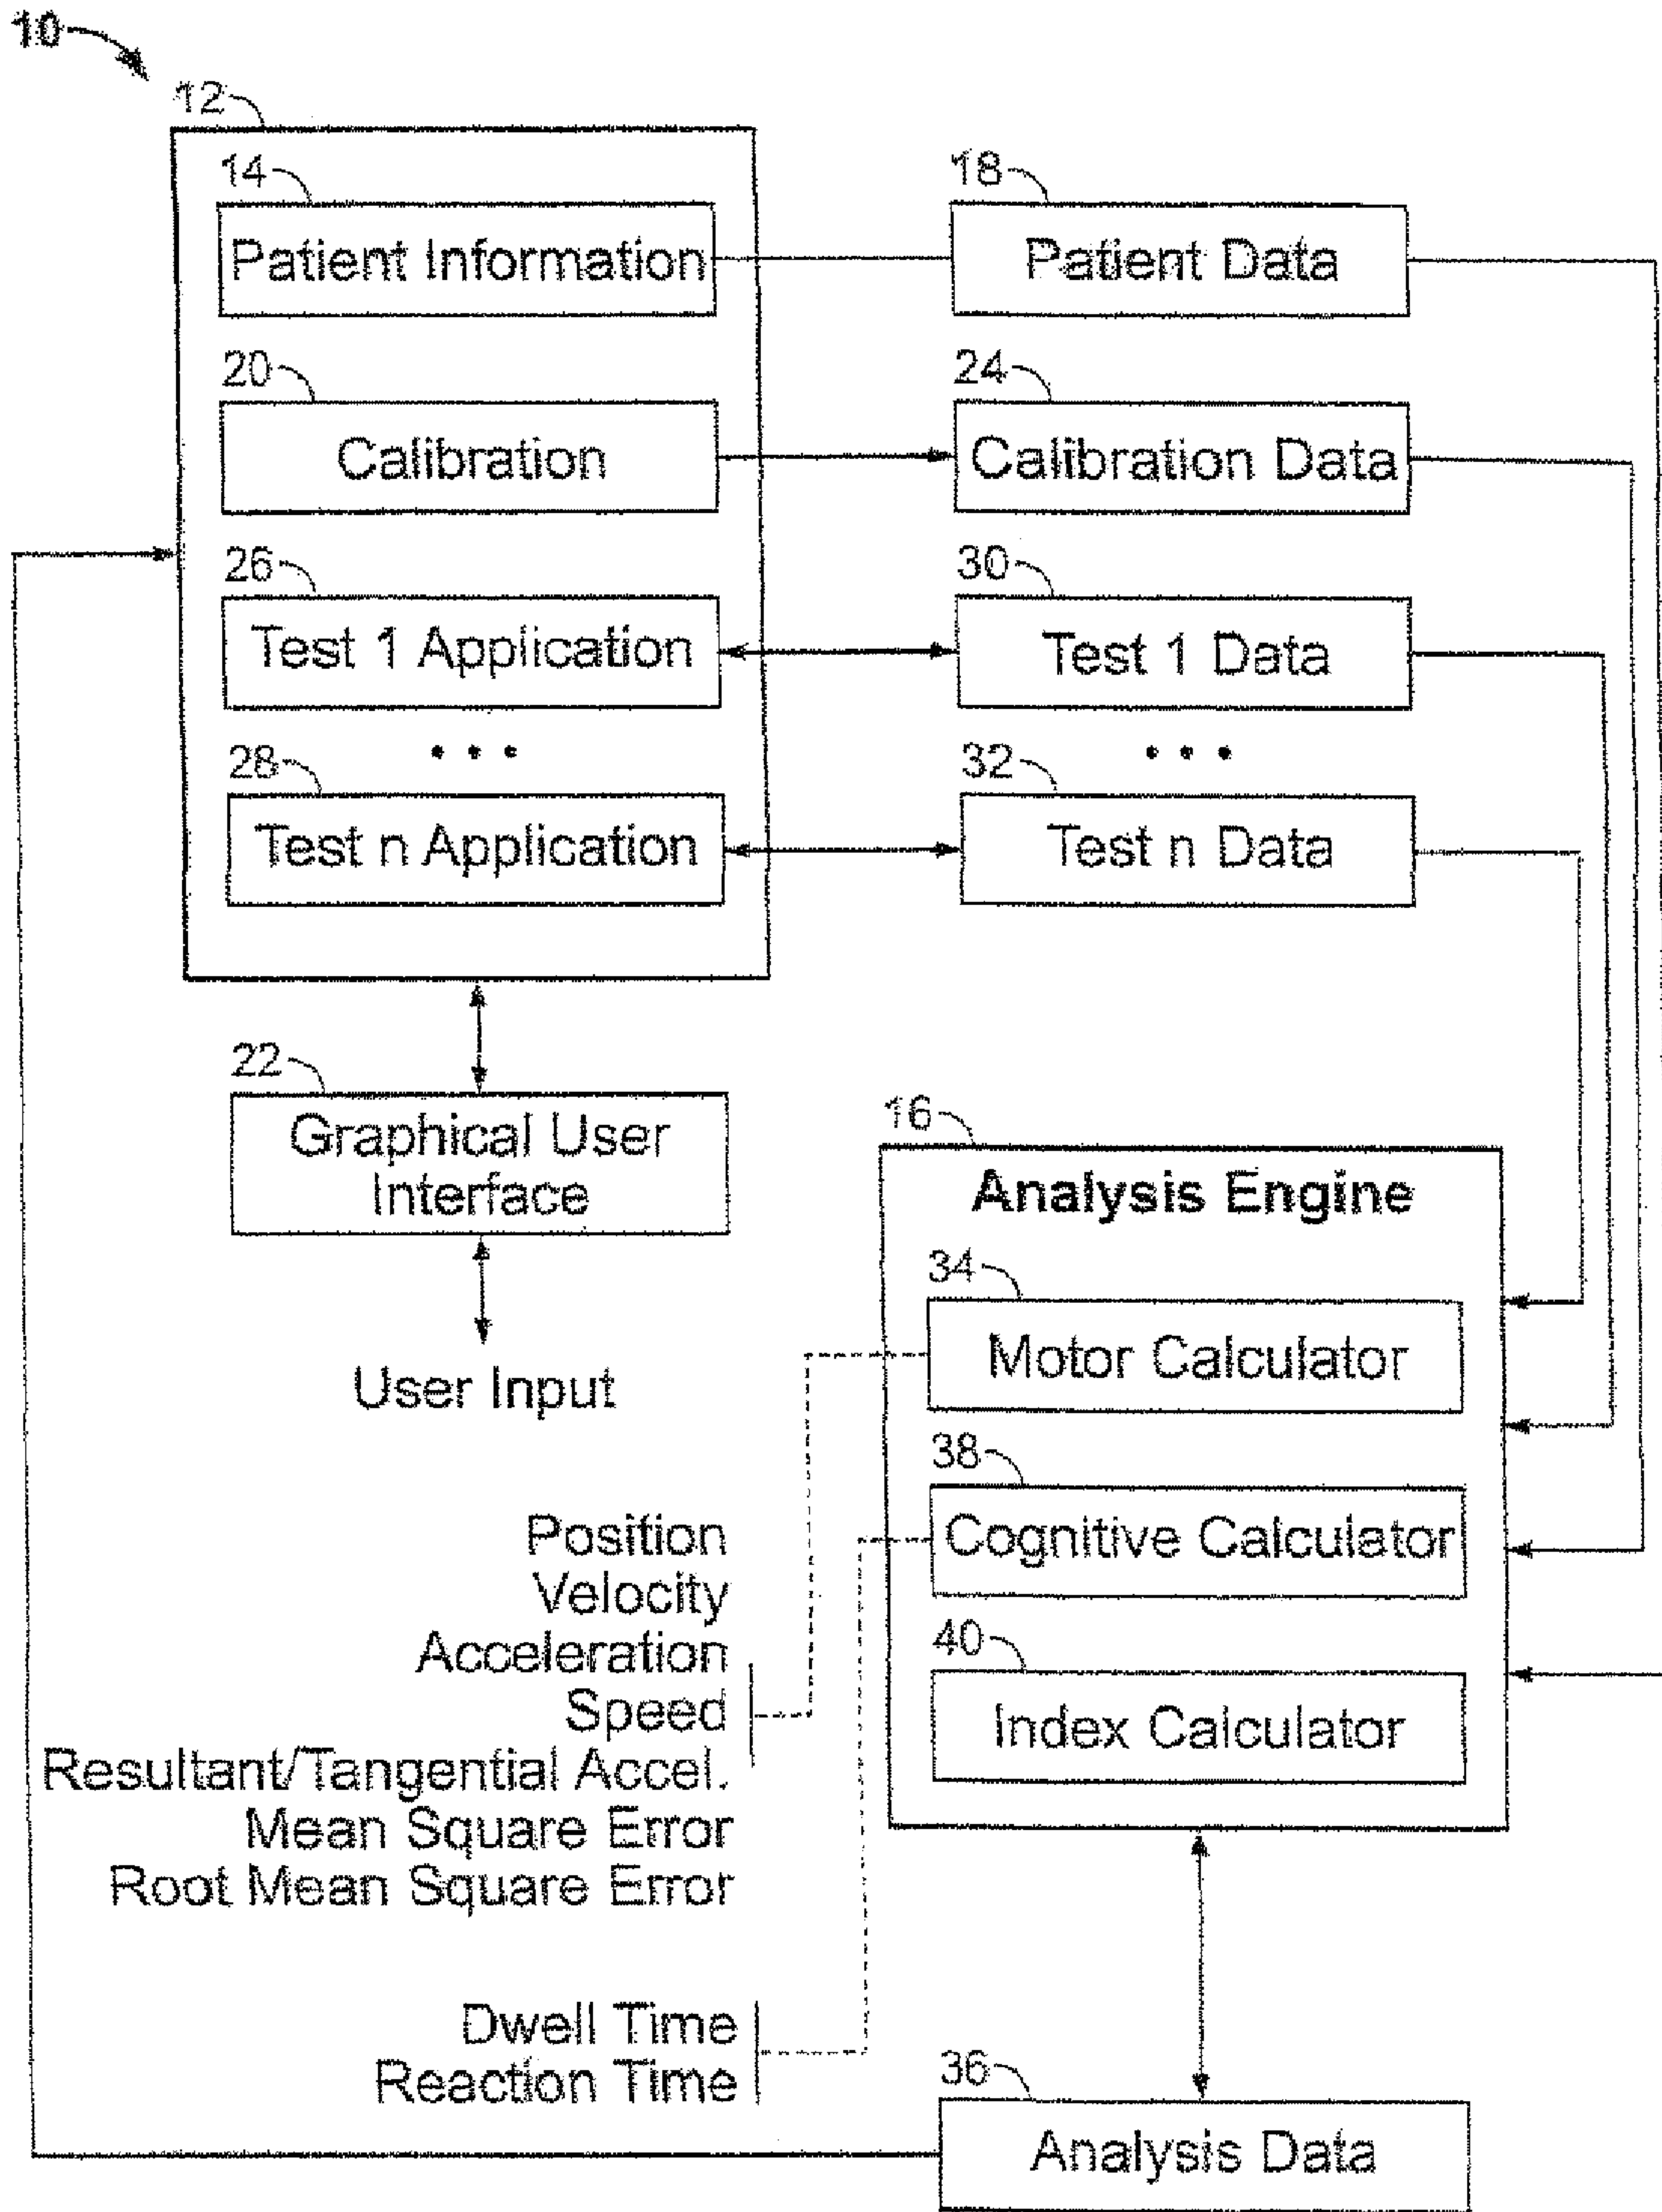 10
12
14
Patient Information
18
Patient Data
20
Calibration
24
Calibration Data
26
Test 1 Application
30
Test 1 Data
• • •
• • •
28
Test n Application
32
Test n Data
22
Graphical User
Interface
User Input
16
Analysis Engine
34
Motor Calculator
38
Cognitive Calculator
40
Index Calculator
Position
Velocity
Acceleration
Speed
Resultant/Tangential Accel.
Mean Square Error
Root Mean Square Error
Dwell Time
Reaction Time
36
Analysis Data